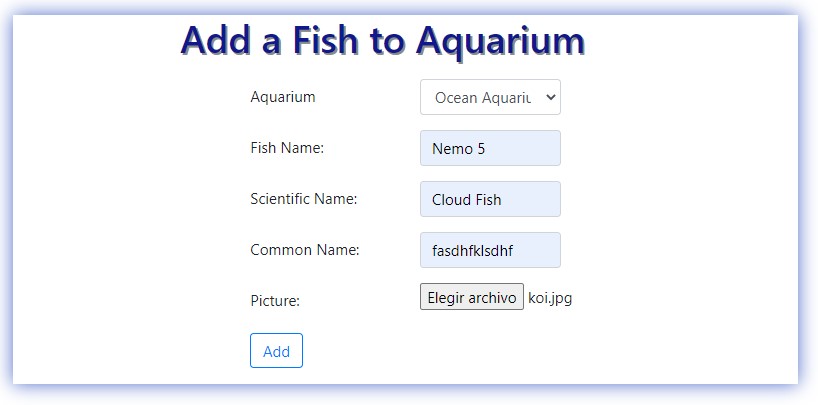 Add a Fish to Aquarium
Aquarium Ocean Aquariu
Fish Name: Nemo 5
Scientific Name: Cloud Fish
Common Name: fasdhfklsdhf
Picture: Elegir archivo koi.jpg
Add